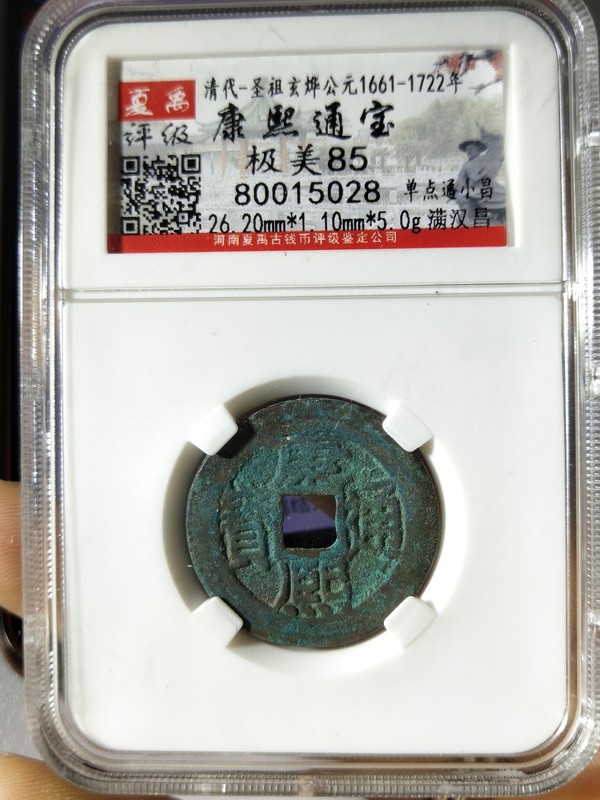 夏禹
评级
清代-圣祖玄烨公元1661-1722年
康熙通宝
极美85
80015028 单点通小昌
26.20mm*1.10mm*5.0g 满汉昌
河南夏禹古钱币评级鉴定公司
康熙通寶